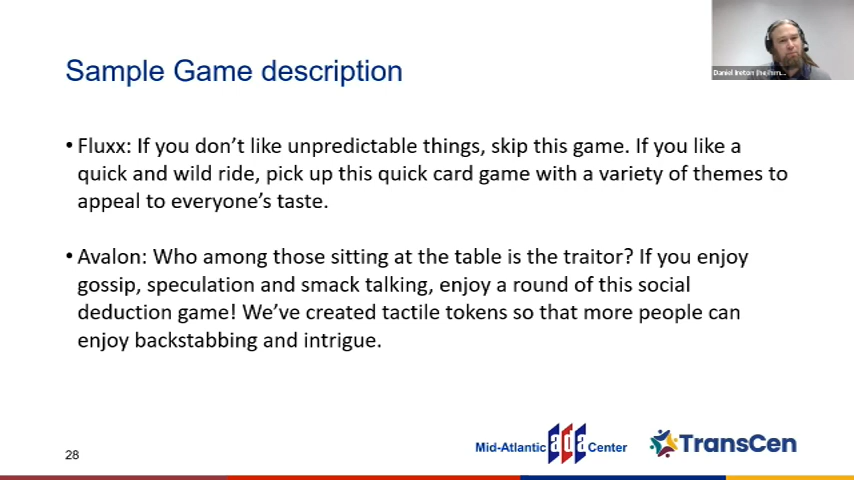 Daniel Ireton (he/him...
Sample Game description
• Fluxx: If you don’t like unpredictable things, skip this game. If you like a
quick and wild ride, pick up this quick card game with a variety of themes to
appeal to everyone’s taste.
• Avalon: Who among those sitting at the table is the traitor? If you enjoy
gossip, speculation and smack talking, enjoy a round of this social
deduction game! We’ve created tactile tokens so that more people can
enjoy backstabbing and intrigue.
28
Mid-Atlantic ada Center
TransCen